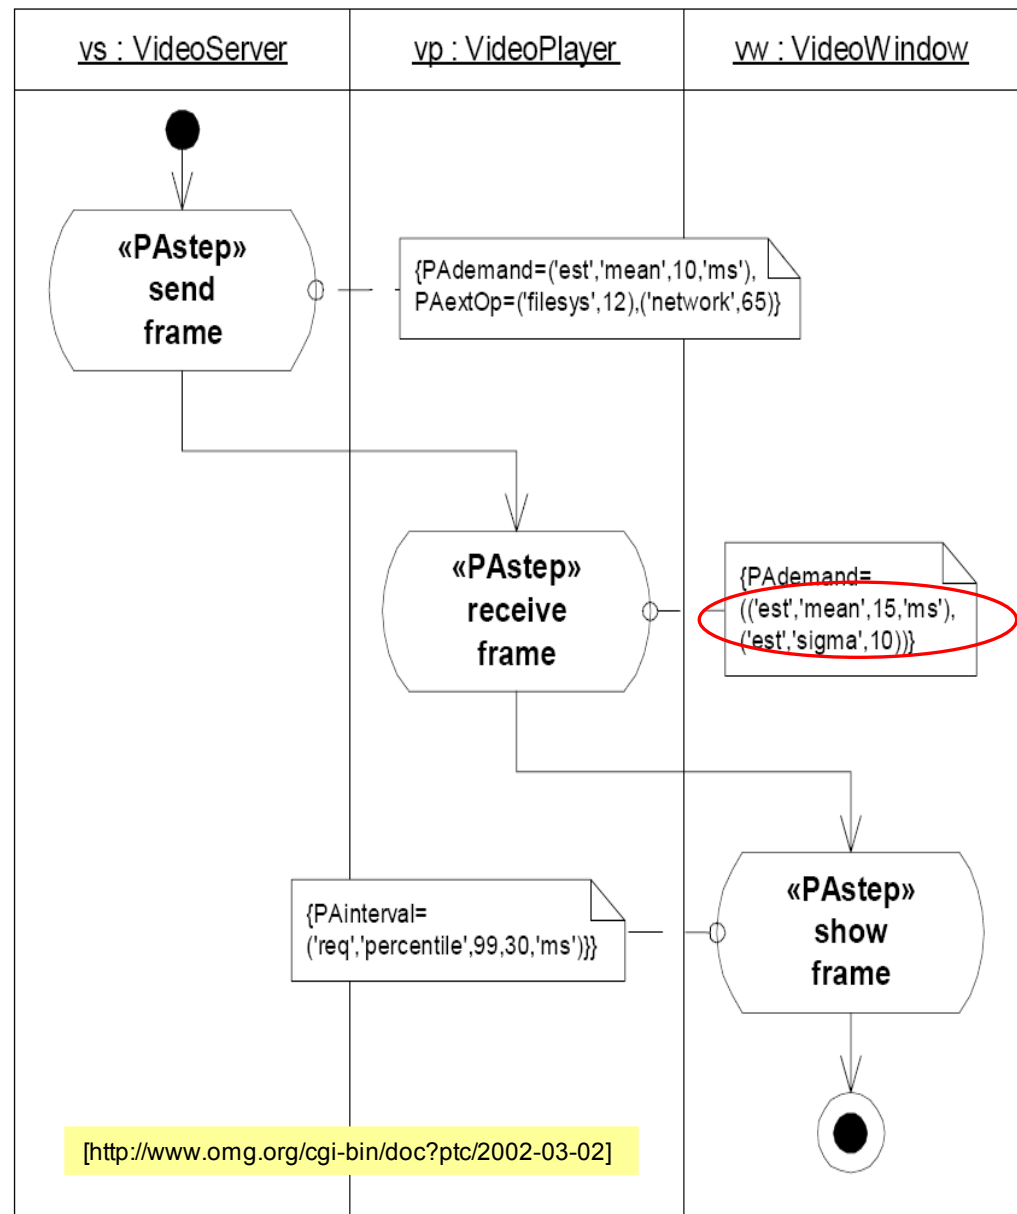 vs : VideoServer
vp : VideoPlayer
vw : VideoWindow
«PAstep»
send
frame
{PAdemand=('est','mean',10,'ms'),
PAextOp=('filesys',12),('network',65)}
«PAstep»
receive
frame
{PAdemand=
(('est','mean',15,'ms'),
('est','sigma',10))}
{PAinterval=
('req','percentile',99,30,'ms')}}
«PAstep»
show
frame
[http://www.omg.org/cgi-bin/doc?ptc/2002-03-02]